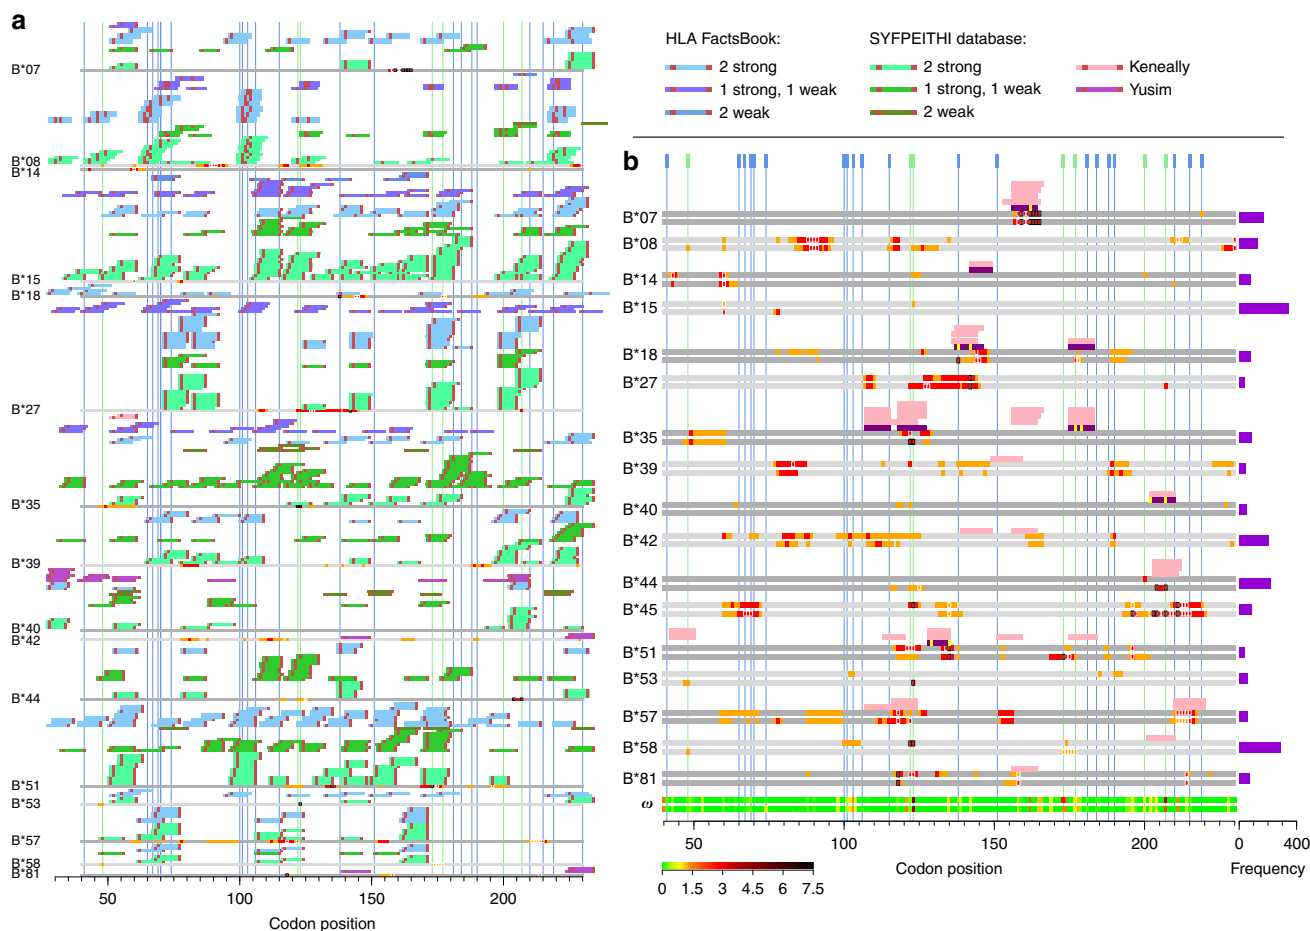 a
B*07
B*08
B*14
B*15
B*18
B*27
B*35
B*39
B*40
B*42
B*44
B*51
B*53
B*57
B*58
B*81
50 100 150 200
Codon position
HLA FactsBook: SYFPEITHI database:
2 strong 2 strong Keneally
1 strong, 1 weak 1 strong, 1 weak Yusim
2 weak 2 weak
b
B*07
B*08
B*14
B*15
B*18
B*27
B*35
B*39
B*40
B*42
B*44
B*45
B*51
B*53
B*57
B*58
B*81
ω
50 100 150 200 0 400
Codon position Frequency
0 1.5 3 4.5 6 7.5